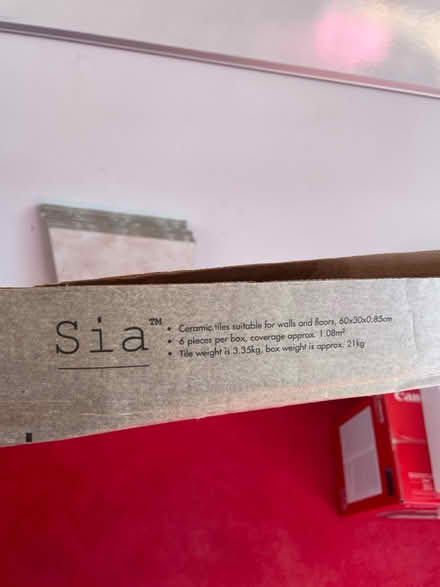 Sia™
• Ceramic tiles suitable for walls and floors, 60x30x0.85cm
• 6 pieces per box, coverage approx. 1.08m²
• Tile weight is 3.35kg, box weight is approx. 21kg
Can